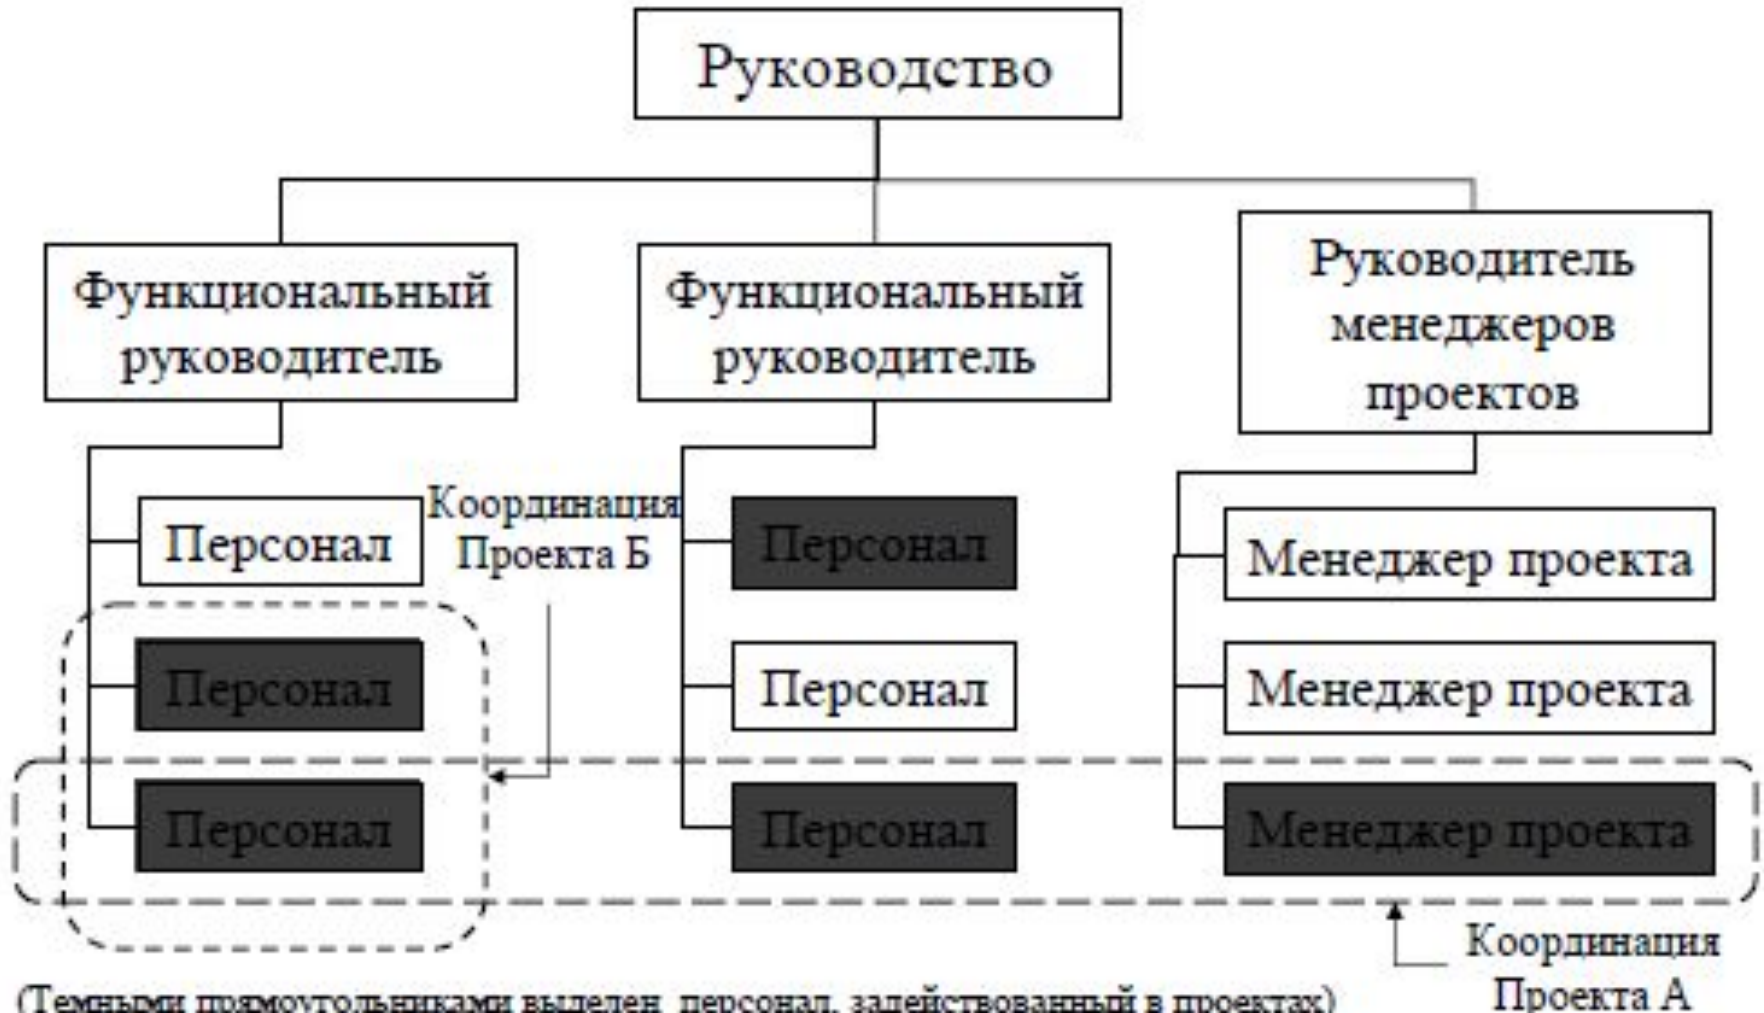 Руководство
Функциональный
руководитель
Функциональный
руководитель
Руководитель
менеджеров
проектов
Персонал
Координация
Проекта Б
Персонал
Менеджер проекта
Персонал
Персонал
Менеджер проекта
Персонал
Персонал
Менеджер проекта
Координация
Проекта А
(Темными прямоугольниками выделен персонал, задействованный в проектах)